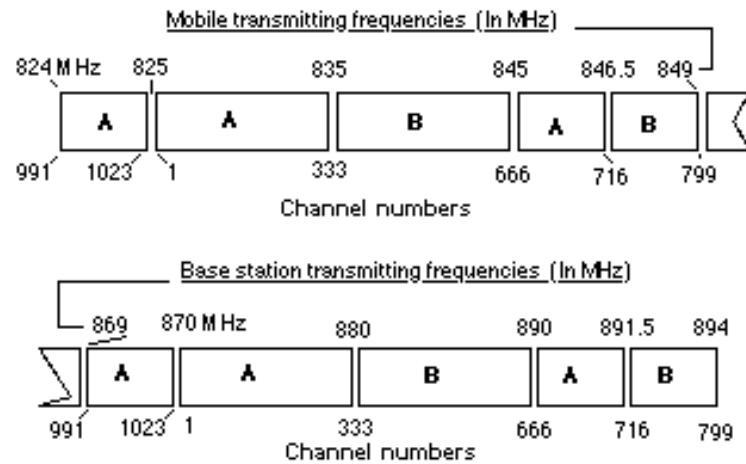 Mobile transmitting frequencies (In MHz)
824 MHz 825 835 845 846.5 849
A A B A B
991 1023 1 333 666 716 799
Channel numbers
Base station transmitting frequencies (In MHz)
869 870 MHz 880 890 891.5 894
A A B A B
991 1023 1 333 666 716 799
Channel numbers